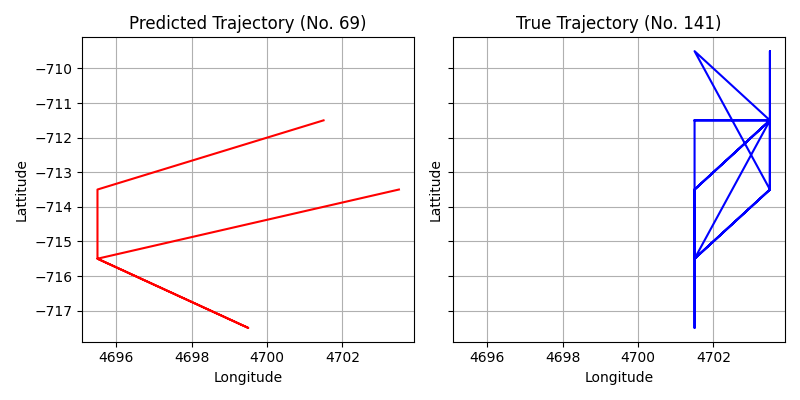 Predicted Trajectory (No. 69)
True Trajectory (No. 141)
Lattitude
−710
−711
−712
−713
−714
−715
−716
−717
4696
4698
4700
4702
Longitude
Lattitude
4696
4698
4700
4702
Longitude